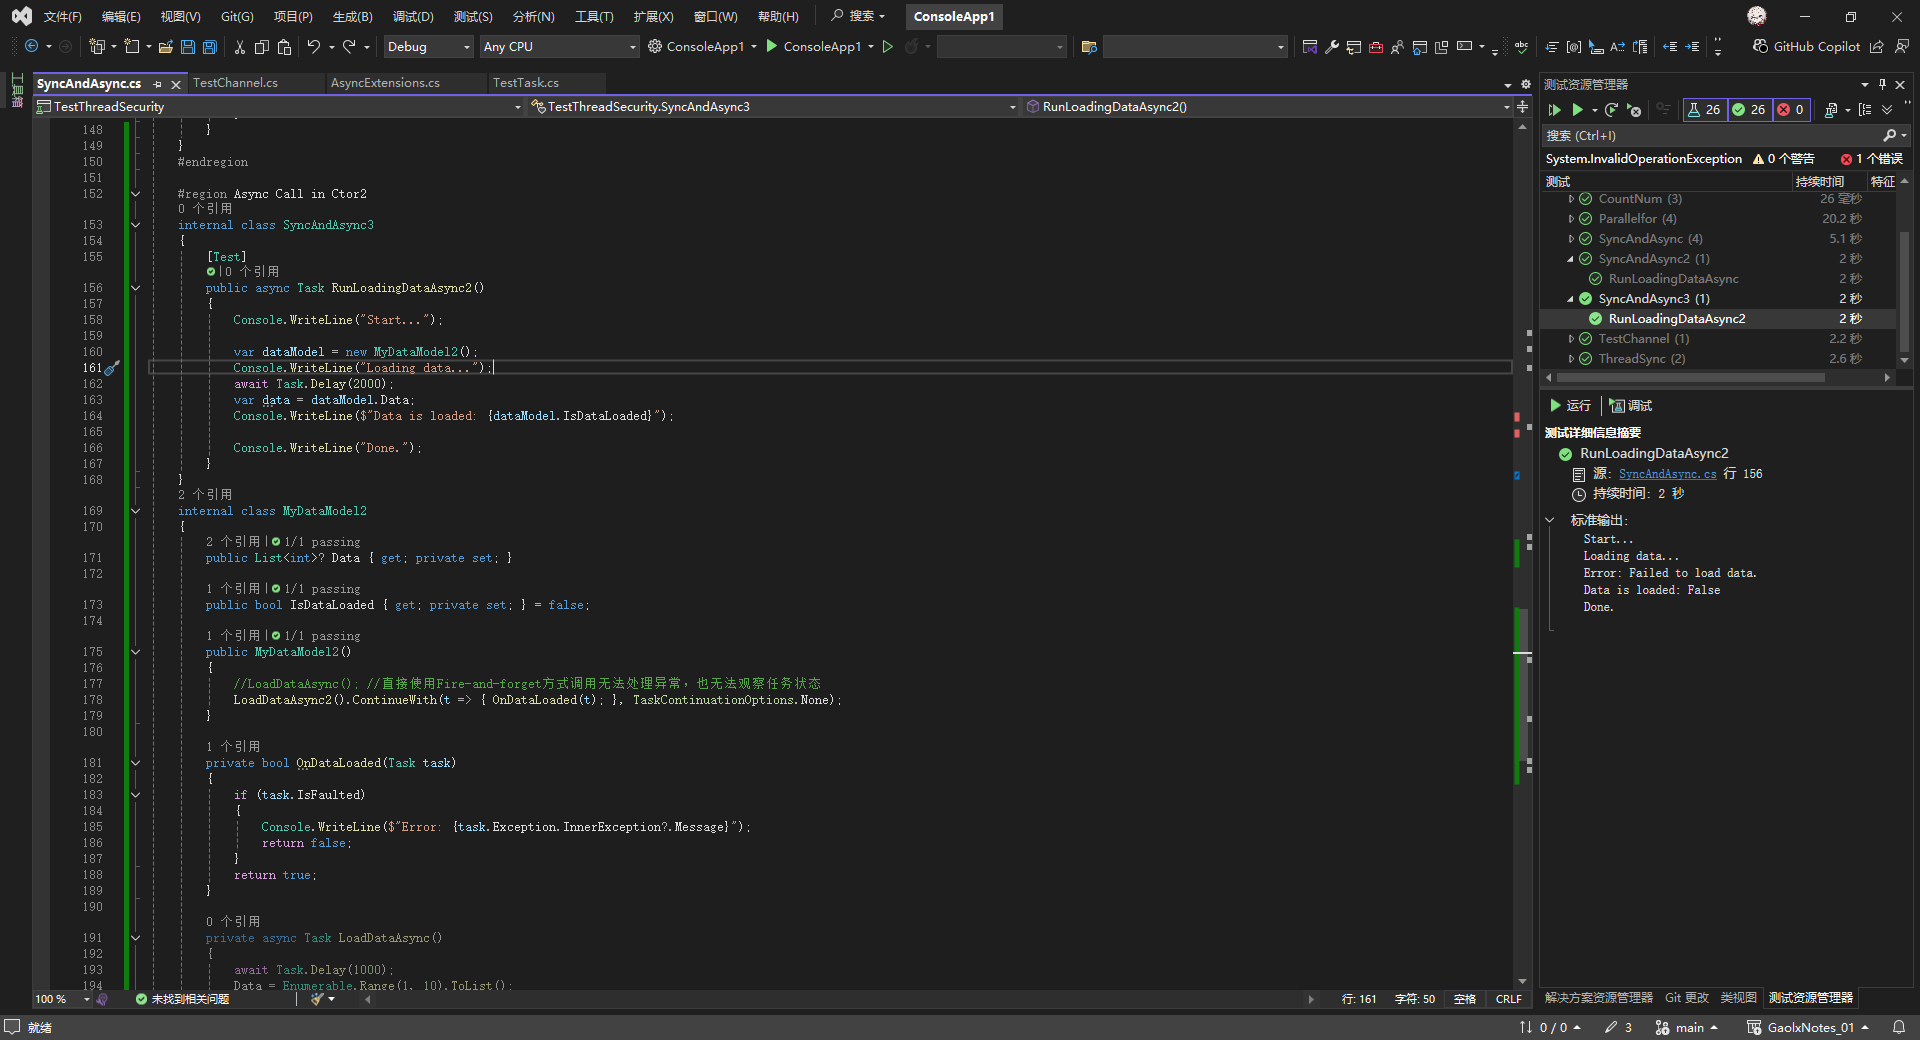 文件(F) 编辑(E) 视图(V) Git(G) 项目(P) 生成(B) 调试(D) 测试(S) 分析(N) 工具(T) 扩展(X) 窗口(W) 帮助(H) 搜索 ConsoleApp1
Debug Any CPU ConsoleApp1 ConsoleApp1 GitHub Copilot
工具箱
SyncAndAsync.cs TestChannel.cs AsyncExtensions.cs TestTask.cs
TestThreadSecurity TestThreadSecurity.SyncAndAsync3 RunLoadingDataAsync2()
148 }
149 }
150 #endregion
151
152 #region Async Call in Ctor2
0 个引用
153 internal class SyncAndAsync3
154 {
155 [Test]
|0 个引用
156 public async Task RunLoadingDataAsync2()
157 {
158 Console.WriteLine("Start...");
159
160 var dataModel = new MyDataModel2();
161 Console.WriteLine("Loading data...");
162 await Task.Delay(2000);
163 var data = dataModel.Data;
164 Console.WriteLine($"Data is loaded: {dataModel.IsDataLoaded}");
165
166 Console.WriteLine("Done.");
167 }
168 }
2 个引用
169 internal class MyDataModel2
170 {
2 个引用| 1/1 passing
171 public List<int>? Data { get; private set; }
172
1 个引用| 1/1 passing
173 public bool IsDataLoaded { get; private set; } = false;
174
1 个引用| 1/1 passing
175 public MyDataModel2()
176 {
177 //LoadDataAsync(); //直接使用Fire-and-forget方式调用无法处理异常，也无法观察任务状态
178 LoadDataAsync2().ContinueWith(t => { OnDataLoaded(t); }, TaskContinuationOptions.None);
179 }
180
1 个引用
181 private bool OnDataLoaded(Task task)
182 {
183 if (task.IsFaulted)
184 {
185 Console.WriteLine($"Error: {task.Exception.InnerException?.Message}");
186 return false;
187 }
188 return true;
189 }
190
0 个引用
191 private async Task LoadDataAsync()
192 {
193 await Task.Delay(1000);
194 Data = Enumerable.Range(1, 10).ToList();
100 % 未找到相关问题 行: 161 字符: 50 空格 CRLF
测试资源管理器
26 26 0
搜索 (Ctrl+I)
System.InvalidOperationException 0 个警告 1 个错误
测试 持续时间 特征
CountNum (3) 26 毫秒
Parallelfor (4) 20.2 秒
SyncAndAsync (4) 5.1 秒
SyncAndAsync2 (1) 2 秒
RunLoadingDataAsync 2 秒
SyncAndAsync3 (1) 2 秒
RunLoadingDataAsync2 2 秒
TestChannel (1) 2.2 秒
ThreadSync (2) 2.6 秒
运行 调试
测试详细信息摘要
RunLoadingDataAsync2
源: SyncAndAsync.cs 行 156
持续时间: 2 秒
标准输出:
Start...
Loading data...
Error: Failed to load data.
Data is loaded: False
Done.
解决方案资源管理器 Git 更改 类视图 测试资源管理器
就绪 0 / 0 3 main GaolxNotes_01